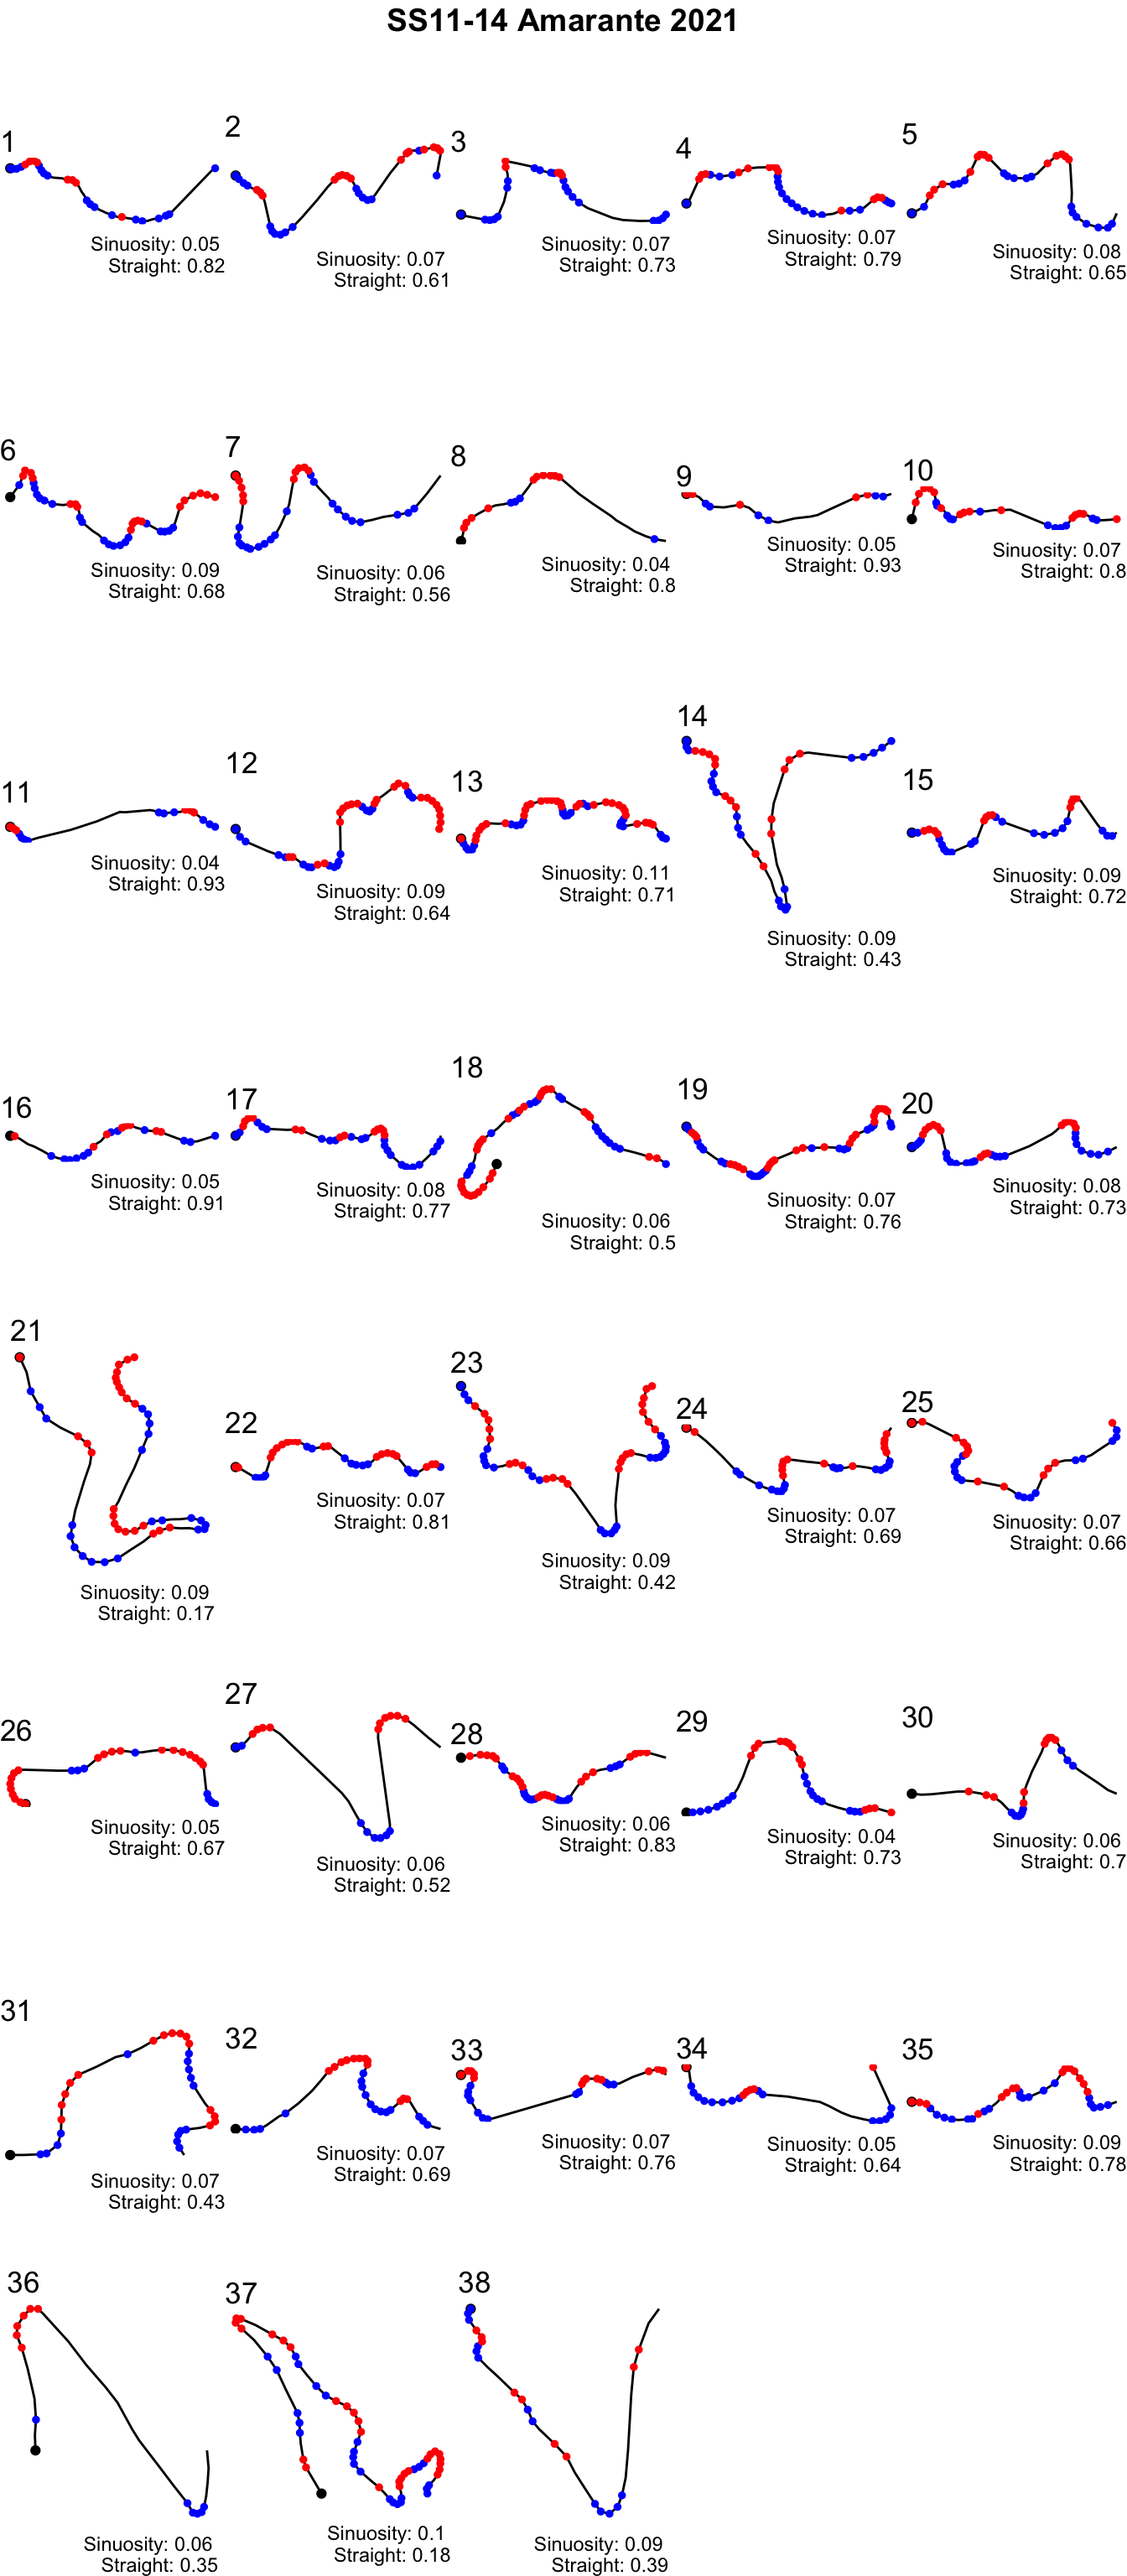 SS11-14 Amarante 2021
1
Sinuosity: 0.05
Straight: 0.82
2
Sinuosity: 0.07
Straight: 0.61
3
Sinuosity: 0.07
Straight: 0.73
4
Sinuosity: 0.07
Straight: 0.79
5
Sinuosity: 0.08
Straight: 0.65
6
Sinuosity: 0.09
Straight: 0.68
7
Sinuosity: 0.06
Straight: 0.56
8
Sinuosity: 0.04
Straight: 0.8
9
Sinuosity: 0.05
Straight: 0.93
10
Sinuosity: 0.07
Straight: 0.8
11
Sinuosity: 0.04
Straight: 0.93
12
Sinuosity: 0.09
Straight: 0.64
13
Sinuosity: 0.11
Straight: 0.71
14
Sinuosity: 0.09
Straight: 0.43
15
Sinuosity: 0.09
Straight: 0.72
16
Sinuosity: 0.05
Straight: 0.91
17
Sinuosity: 0.08
Straight: 0.77
18
Sinuosity: 0.06
Straight: 0.5
19
Sinuosity: 0.07
Straight: 0.76
20
Sinuosity: 0.08
Straight: 0.73
21
Sinuosity: 0.09
Straight: 0.17
22
Sinuosity: 0.07
Straight: 0.81
23
Sinuosity: 0.09
Straight: 0.42
24
Sinuosity: 0.07
Straight: 0.69
25
Sinuosity: 0.07
Straight: 0.66
26
Sinuosity: 0.05
Straight: 0.67
27
Sinuosity: 0.06
Straight: 0.52
28
Sinuosity: 0.06
Straight: 0.83
29
Sinuosity: 0.04
Straight: 0.73
30
Sinuosity: 0.06
Straight: 0.7
31
Sinuosity: 0.07
Straight: 0.43
32
Sinuosity: 0.07
Straight: 0.69
33
Sinuosity: 0.07
Straight: 0.76
34
Sinuosity: 0.05
Straight: 0.64
35
Sinuosity: 0.09
Straight: 0.78
36
Sinuosity: 0.06
Straight: 0.35
37
Sinuosity: 0.1
Straight: 0.18
38
Sinuosity: 0.09
Straight: 0.39